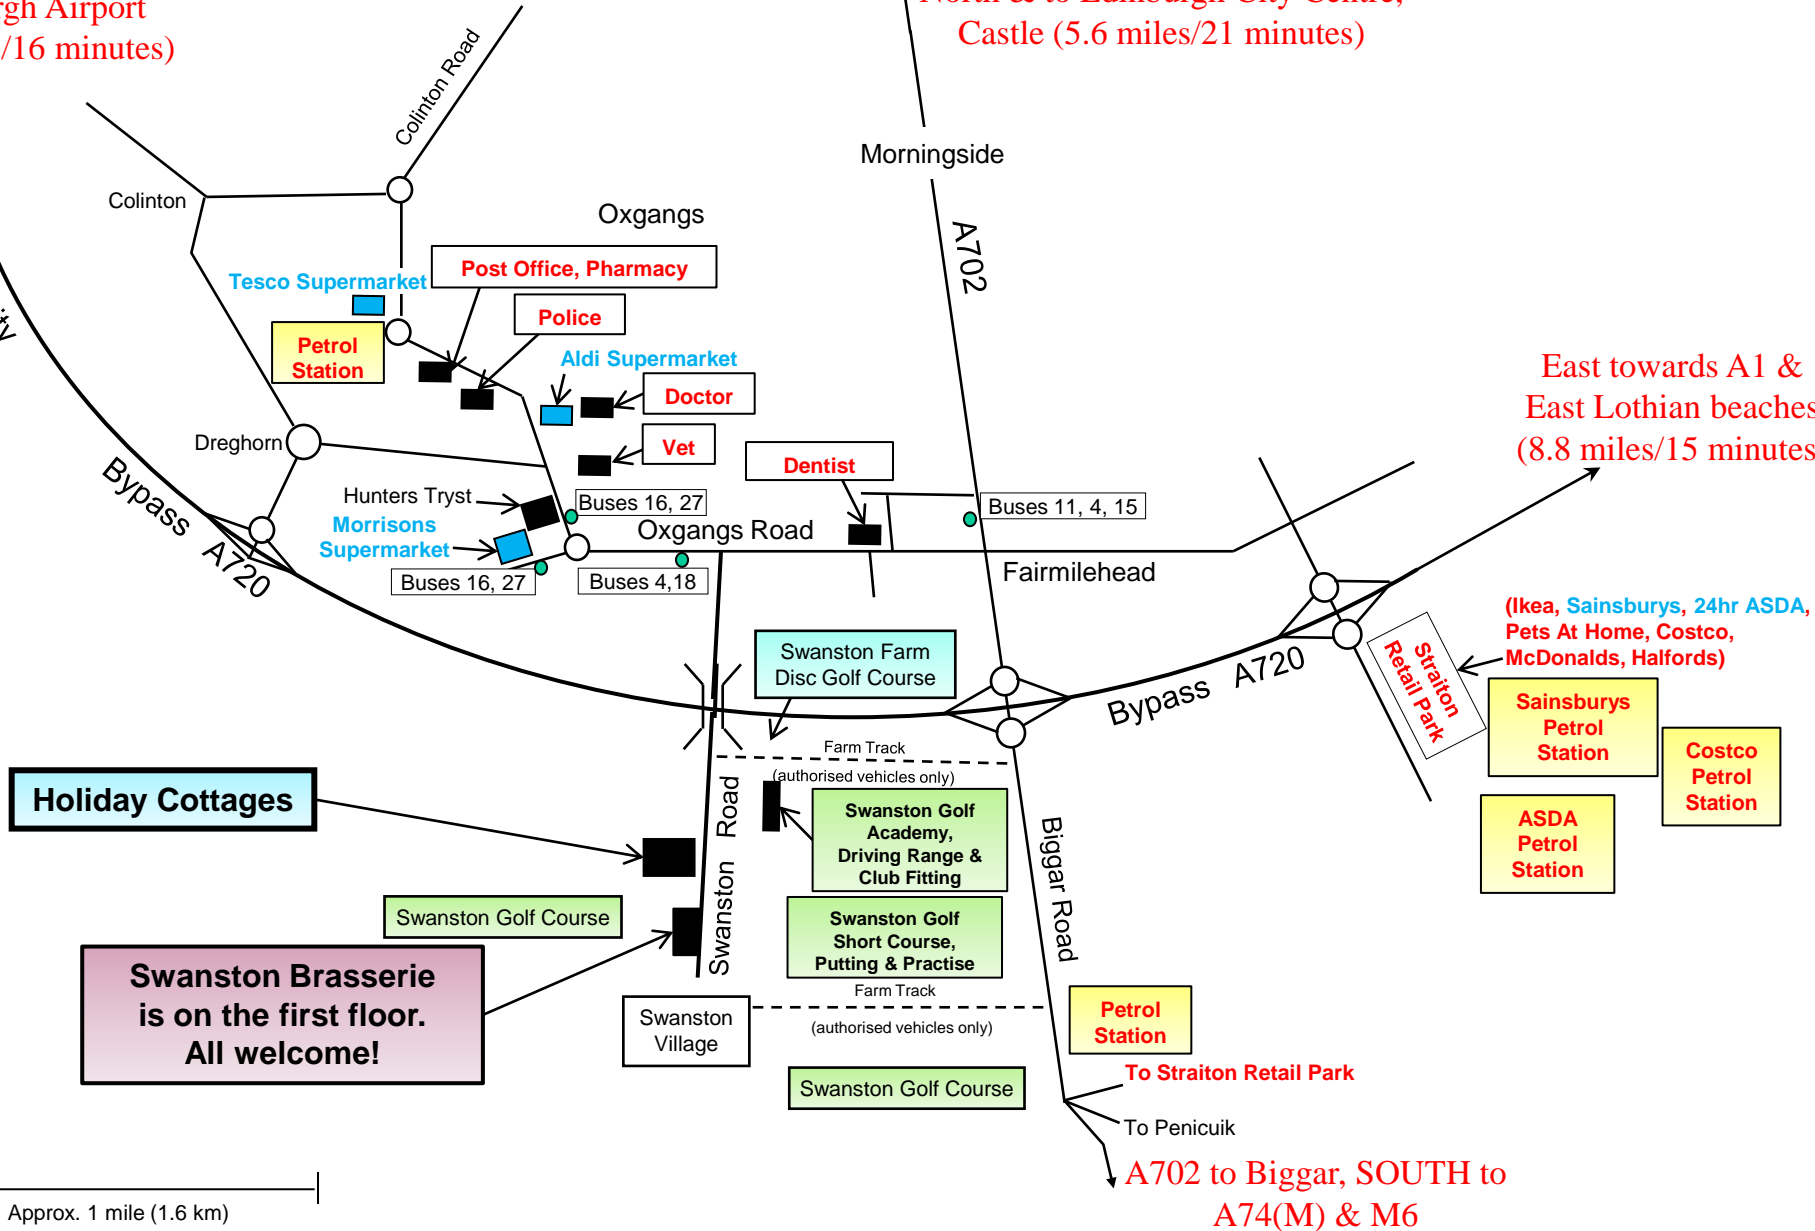 Airport
/16 minutes)
Castle (5.6 miles/21 minutes)
Colinton Road
Morningside
Colinton
Oxgangs
A702
Post Office, Pharmacy
Tesco Supermarket
Police
Petrol
Station
Aldi Supermarket
Doctor
East towards A1 &
East Lothian beaches
(8.8 miles/15 minutes
Dreghorn
Vet
Dentist
Bypass A720
Hunters Tryst
Buses 16, 27
Buses 11, 4, 15
Morrisons
Supermarket
Oxgangs Road
Buses 16, 27
Buses 4,18
Fairmilehead
(Ikea, Sainsburys, 24hr ASDA,
Pets At Home, Costco,
McDonalds, Halfords)
Swanston Farm
Disc Golf Course
Straiton
Retail Park
Bypass A720
Sainsburys
Petrol
Station
Costco
Petrol
Station
Farm Track
(authorised vehicles only)
Holiday Cottages
Swanston Road
Swanston Golf
Academy,
Driving Range &
Club Fitting
Biggar Road
ASDA
Petrol
Station
Swanston Golf Course
Swanston Golf
Short Course,
Putting & Practise
Swanston Brasserie
is on the first floor.
All welcome!
Farm Track
(authorised vehicles only)
Swanston
Village
Petrol
Station
To Straiton Retail Park
Swanston Golf Course
To Penicuik
A702 to Biggar, SOUTH to
A74(M) & M6
Approx. 1 mile (1.6 km)